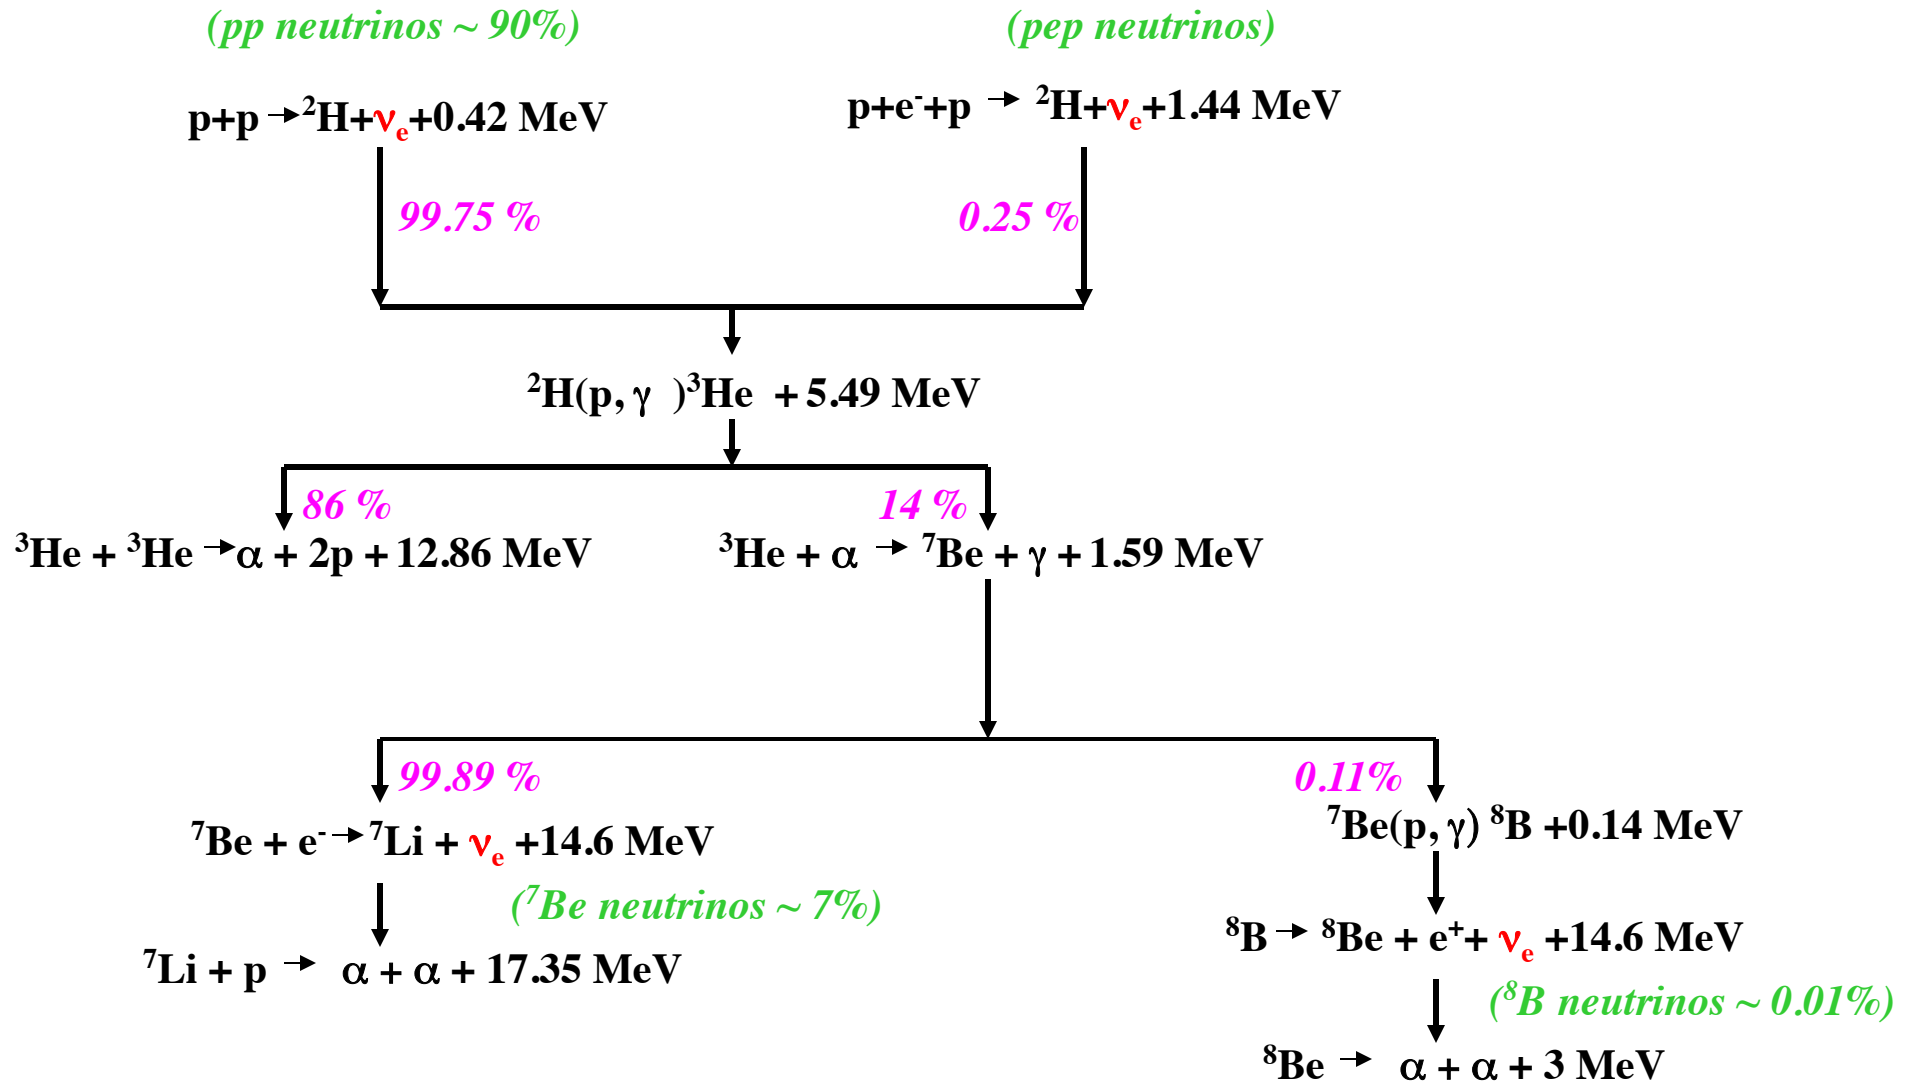 (pp neutrinos ~ 90%)
(pep neutrinos)
p+p →²H+νₑ+0.42 MeV
p+e⁻+p → ²H+νₑ+1.44 MeV
99.75 %
0.25 %
²H(p, γ )³He + 5.49 MeV
86 %
14 %
³He + ³He →α + 2p + 12.86 MeV
³He + α → ⁷Be + γ + 1.59 MeV
99.89 %
0.11%
⁷Be + e⁻→⁷Li + νₑ +14.6 MeV
⁷Be(p, γ) ⁸B +0.14 MeV
(⁷Be neutrinos ~ 7%)
⁸B → ⁸Be + e⁺+ νₑ +14.6 MeV
⁷Li + p → α + α + 17.35 MeV
(⁸B neutrinos ~ 0.01%)
⁸Be → α + α + 3 MeV